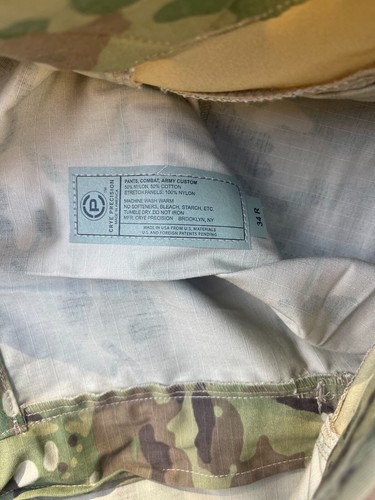 CRYE PRECISION
PANTS, COMBAT, ARMY CUSTOM
50% NYLON, 50% COTTON
STRETCH PANELS: 100% NYLON
MACHINE WASH WARM
NO SOFTENERS, BLEACH, STARCH, ETC.
TUMBLE DRY, DO NOT IRON
MFR: CRYE PRECISION BROOKLYN, NY
MADE IN USA FROM U.S. MATERIALS
U.S. AND FOREIGN PATENTS PENDING
34 R